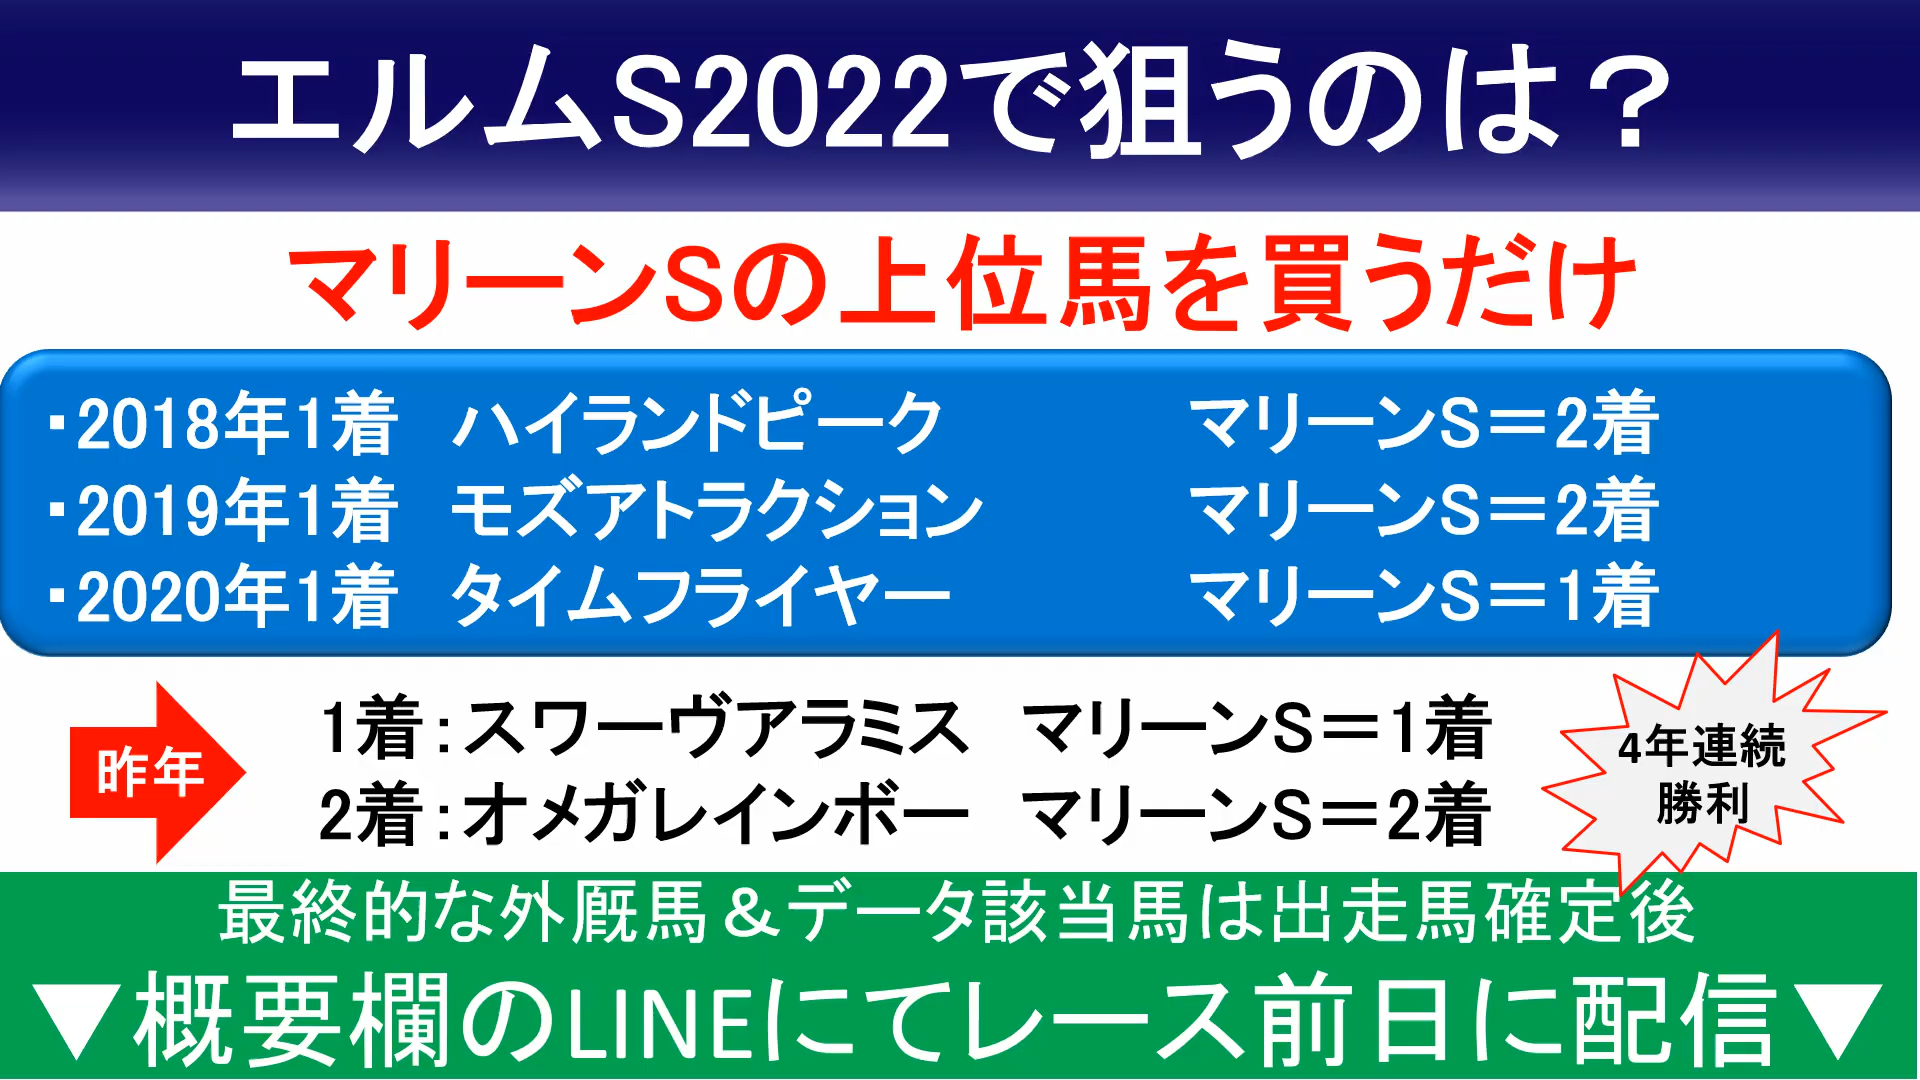 エルムS2022で狙うのは？
マリーンSの上位馬を買うだけ
・2018年1着　ハイランドピーク　マリーンS＝2着
・2019年1着　モズアトラクション　マリーンS＝2着
・2020年1着　タイムフライヤー　マリーンS＝1着
昨年
1着：スワーヴアラミス　マリーンS＝1着
2着：オメガレインボー　マリーンS＝2着
4年連続
勝利
最終的な外厩馬＆データ該当馬は出走馬確定後
▼概要欄のLINEにてレース前日に配信▼